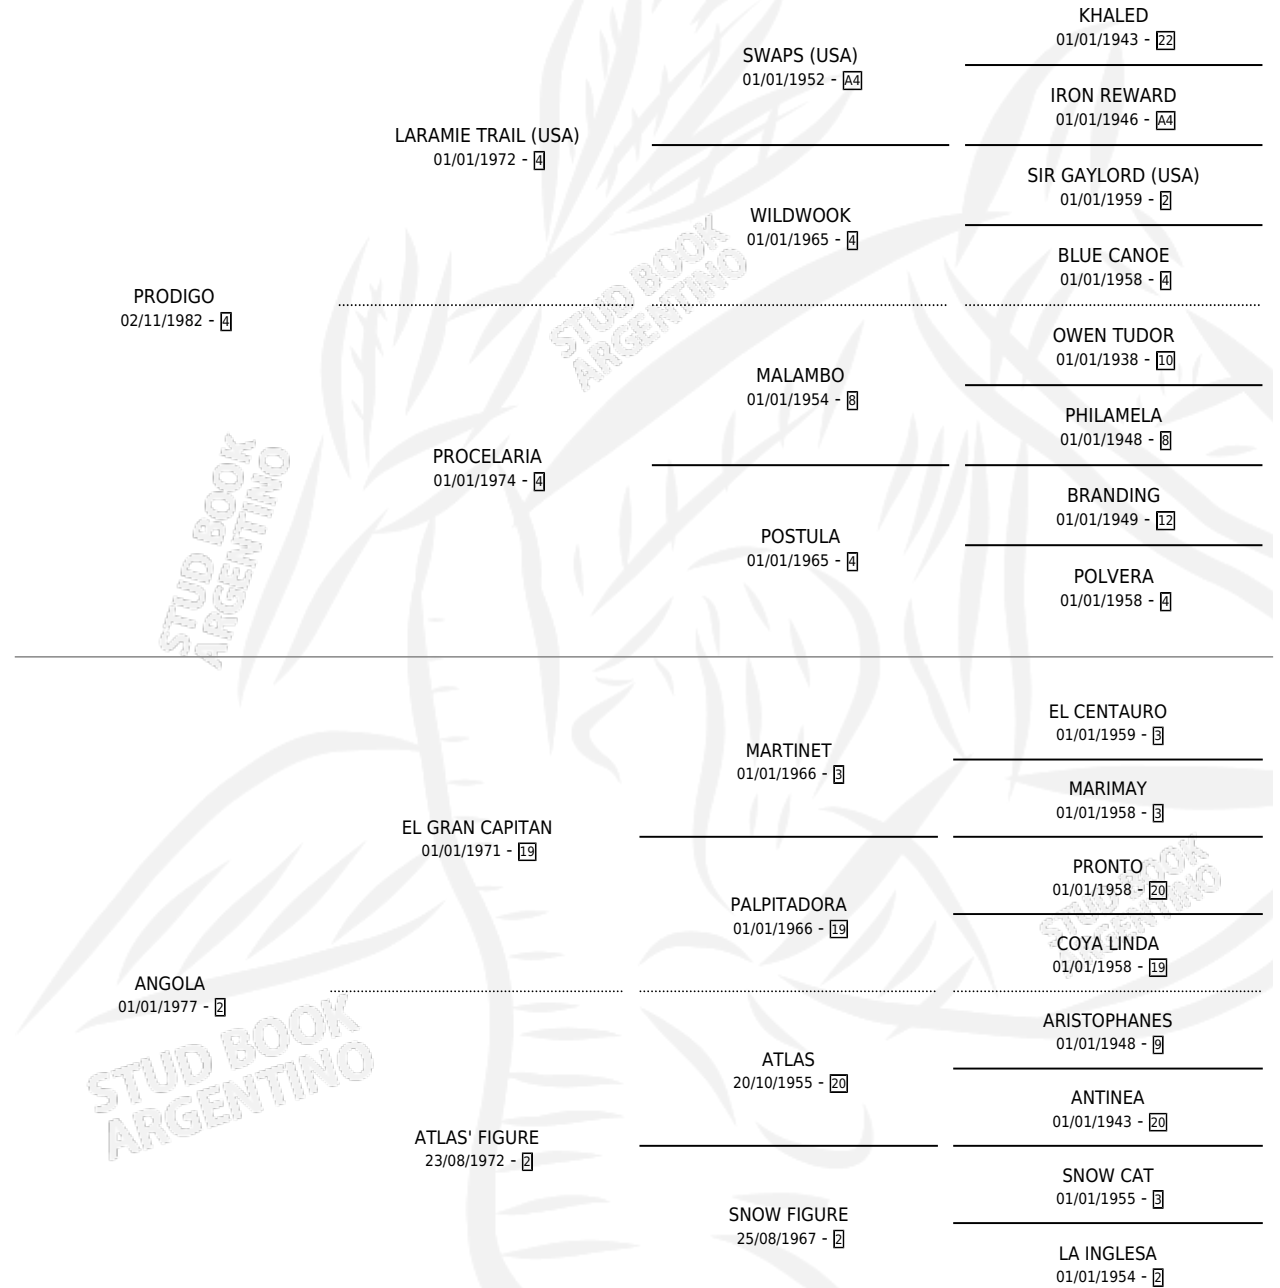 KHALED
01/01/1943 - 22
SWAPS (USA)
01/01/1952 - A4
IRON REWARD
01/01/1946 - A4
LARAMIE TRAIL (USA)
01/01/1972 - 4
SIR GAYLORD (USA)
01/01/1959 - 2
WILDWOOK
01/01/1965 - 4
BLUE CANOE
01/01/1958 - 4
PRODIGO
02/11/1982 - 4
STUD BOOK
ARGENTINO
OWEN TUDOR
01/01/1938 - 10
MALAMBO
01/01/1954 - 8
PHILAMELA
01/01/1948 - 8
PROCELARIA
01/01/1974 - 4
BRANDING
01/01/1949 - 12
POSTULA
01/01/1965 - 4
POLVERA
01/01/1958 - 4
STUD BOOK
ARGENTINO
EL CENTAURO
01/01/1959 - 3
MARTINET
01/01/1966 - 3
MARIMAY
01/01/1958 - 3
EL GRAN CAPITAN
01/01/1971 - 19
PRONTO
01/01/1958 - 20
PALPITADORA
01/01/1966 - 19
COYA LINDA
01/01/1958 - 19
STUD BOOK
ARGENTINO
ANGOLA
01/01/1977 - 2
ARISTOPHANES
01/01/1948 - 9
ATLAS
20/10/1955 - 20
ANTINEA
01/01/1943 - 20
STUD BOOK
ARGENTINO
ATLAS' FIGURE
23/08/1972 - 2
SNOW CAT
01/01/1955 - 3
SNOW FIGURE
25/08/1967 - 2
LA INGLESA
01/01/1954 - 2